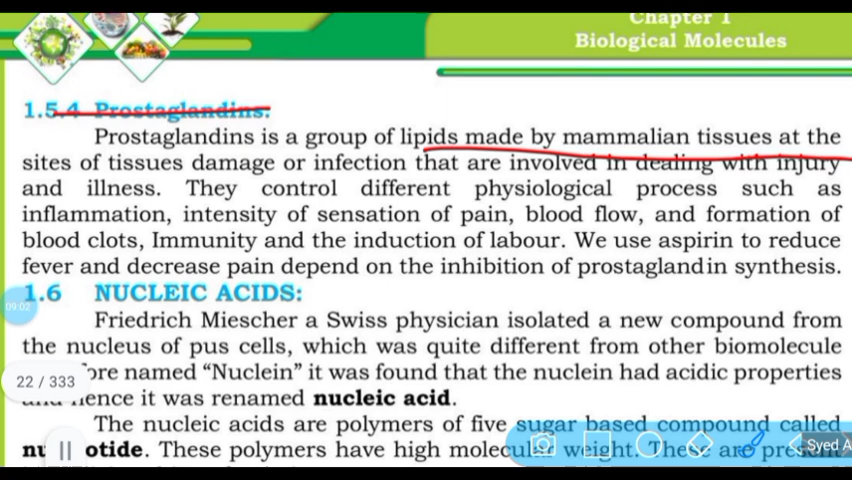 Chapter 1
Biological Molecules
1.5.4 Prostaglandins:
Prostaglandins is a group of lipids made by mammalian tissues at the
sites of tissues damage or infection that are involved in dealing with injury
and illness. They control different physiological process such as
inflammation, intensity of sensation of pain, blood flow, and formation of
blood clots, Immunity and the induction of labour. We use aspirin to reduce
fever and decrease pain depend on the inhibition of prostaglandin synthesis.
1.6 NUCLEIC ACIDS:
09:02
Friedrich Miescher a Swiss physician isolated a new compound from
the nucleus of pus cells, which was quite different from other biomolecule
fore named “Nuclein” it was found that the nuclein had acidic properties
22 / 333
and hence it was renamed nucleic acid.
The nucleic acids are polymers of five sugar based compound called
nu otide. These polymers have high molecular weight. These are present
Syed A